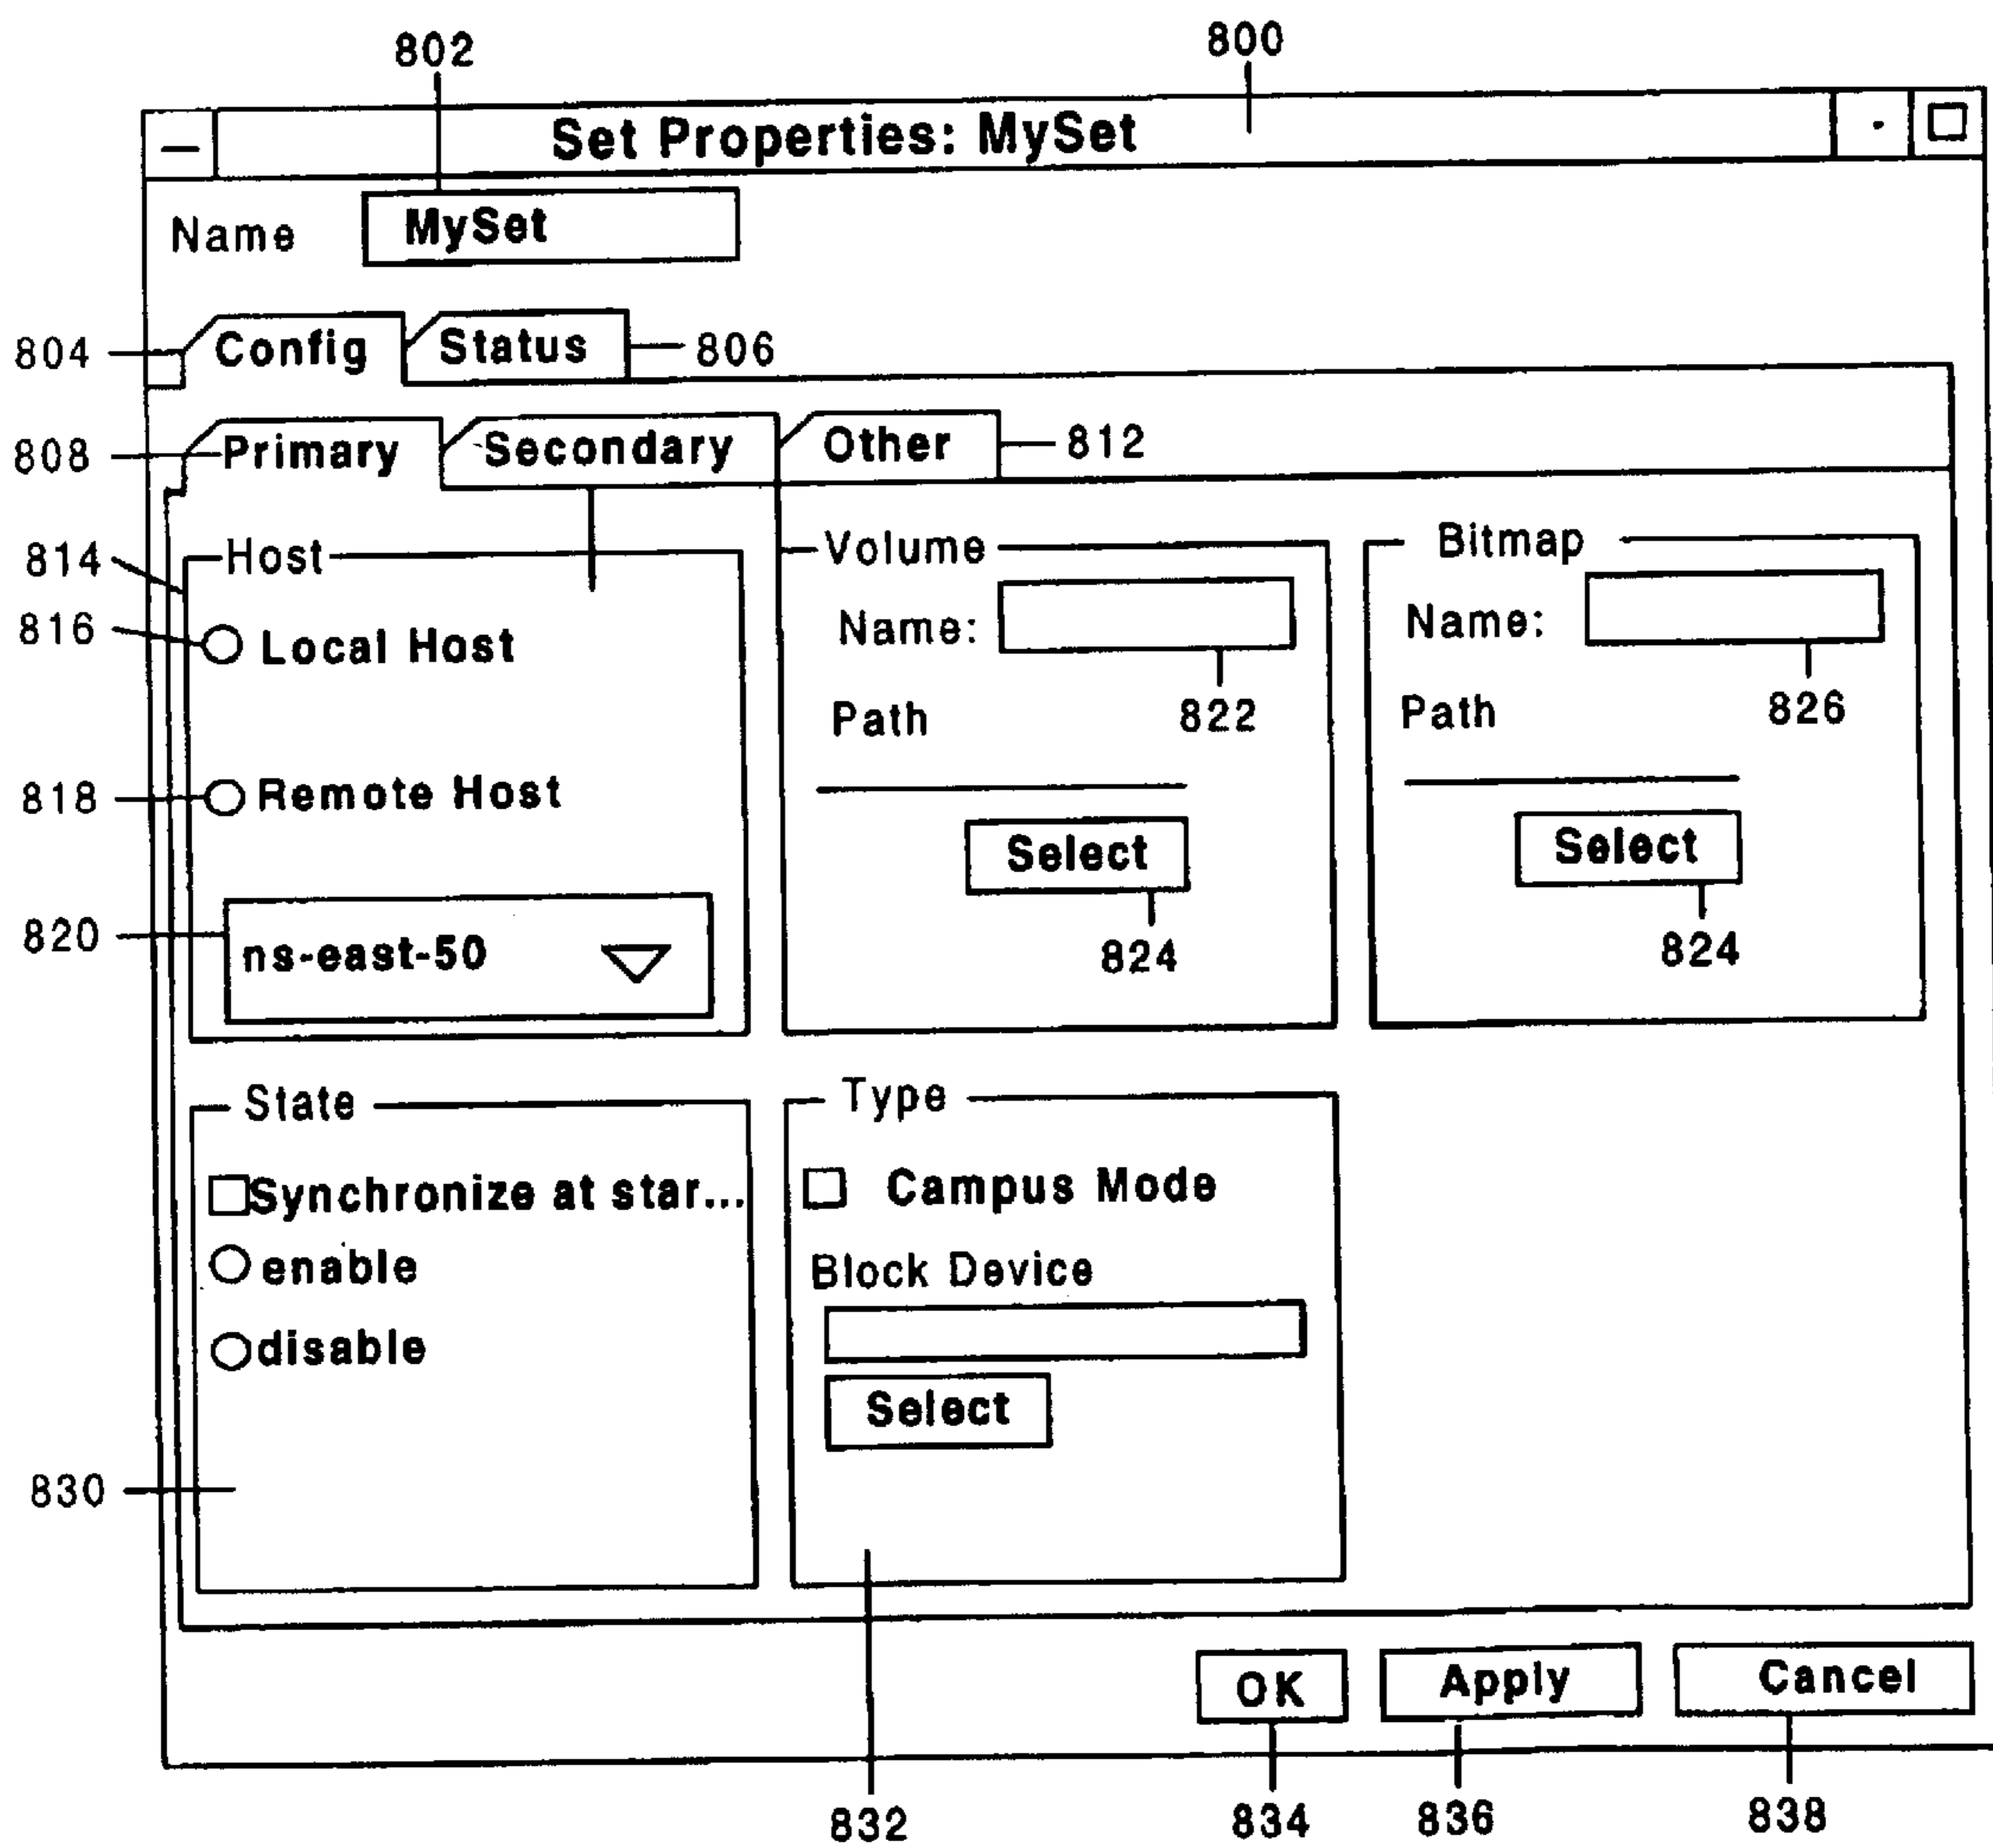 802
800
Set Properties: MySet
Name
MySet
804
Config
Status
806
808
Primary
Secondary
Other
812
814
Host
Volume
Bitmap
816
Local Host
Name:
Name:
822
826
Path
Path
818
Remote Host
Select
Select
820
ns-east-50
824
824
State
Type
Synchronize at star...
Campus Mode
enable
Block Device
disable
Select
830
OK
Apply
Cancel
832
834
836
838